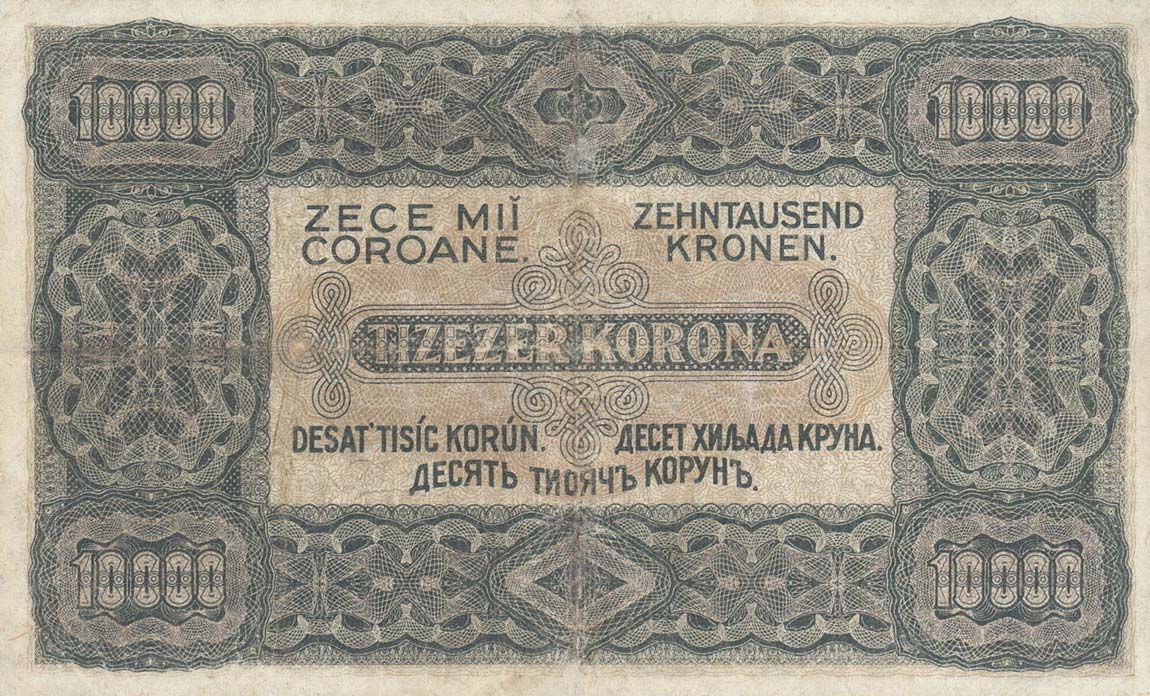 10000 10000
ZECE MIĬ
COROANE.
ZEHNTAUSEND
KRONEN.
TIZEZER KORONA
DESAT' TISÍC KORÚN.
ДЕСЕТ ХИЉАДА КРУНА.
ДЕСЯТЬ ТИОЯЧЪ КОРУНЪ.
10000 10000